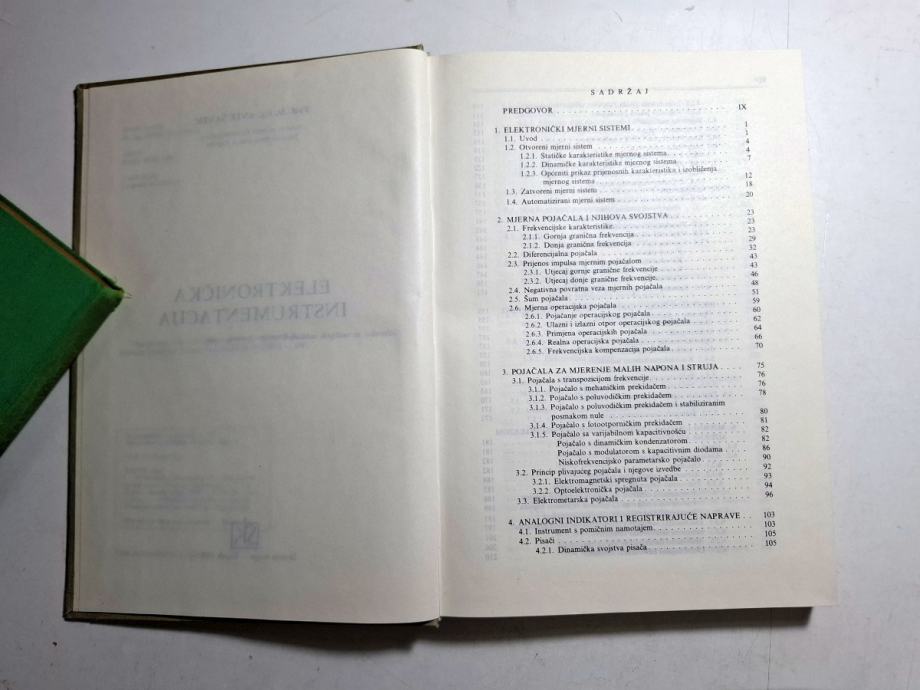 SADRŽAJ
PREDGOVOR IX
1. ELEKTRONIČKI MJERNI SISTEMI 1
1.1. Uvod 1
1.2. Otvoreni mjerni sistem 4
1.2.1. Statičke karakteristike mjernog sistema 4
1.2.2. Dinamičke karakteristike mjernog sistema 7
1.2.3. Općeniti prikaz prijenosnih karakteristika i izobličenja
mjernog sistema 12
1.3. Zatvoreni mjerni sistem 18
1.4. Automatizirani mjerni sistem 20
2. MJERNA POJAČALA I NJIHOVA SVOJSTVA 23
2.1. Frekvencijske karakteristike 23
2.1.1. Gornja granična frekvencija 23
2.1.2. Donja granična frekvencija 29
2.2. Diferencijalna pojačala 32
2.3. Prijenos impulsa mjernim pojačalom 43
2.3.1. Utjecaj gornje granične frekvencije 43
2.3.2. Utjecaj donje granične frekvencije 46
2.4. Negativna povratna veza mjernih pojačala 48
2.5. Šum pojačala 51
2.6. Mjerna operacijska pojačala 59
2.6.1. Pojačanje operacijskog pojačala 60
2.6.2. Ulazni i izlazni otpor operacijskog pojačala 62
2.6.3. Primjena operacijskih pojačala 64
2.6.4. Realna operacijska pojačala 66
2.6.5. Frekvencijska kompenzacija pojačala 70
3. POJAČALA ZA MJERENJE MALIH NAPONA I STRUJA 75
3.1. Pojačala s transpozicijom frekvencije 76
3.1.1. Pojačalo s mehaničkim prekidačem 76
3.1.2. Pojačalo s poluvodičkim prekidačem 78
3.1.3. Pojačalo s poluvodičkim prekidačem i stabiliziranim
posmakom nule 80
3.1.4. Pojačalo s fotootporničkim prekidačem 81
3.1.5. Pojačalo sa varijabilnom kapacitivnošću 82
Pojačalo s dinamičkim kondenzatorom 82
Pojačalo s modulatorom s kapacitivnim diodama 86
Niskofrekvencijsko parametarsko pojačalo 90
3.2. Princip plivajućeg pojačala i njegove izvedbe 92
3.2.1. Elektromagnetski spregnuta pojačala 93
3.2.2. Optoelektronička pojačala 94
3.3. Elektrometarska pojačala 96
4. ANALOGNI INDIKATORI I REGISTRIRAJUĆE NAPRAVE 103
4.1. Instrument s pomičnim namotajem 103
4.2. Pisači 105
4.2.1. Dinamička svojstva pisača 105
ELEKTRONIČKA
INSTRUMENTACIJA